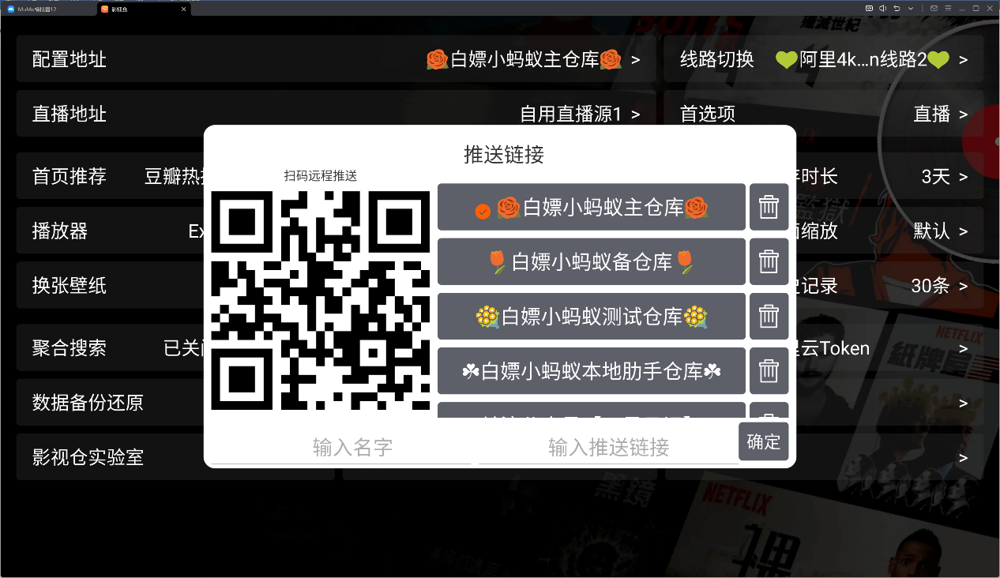 MuMu模拟器12
影视仓
配置地址
🌹白嫖小蚂蚁主仓库🌹 >
线路切换
💚阿里4k...n线路2💚 >
直播地址
自用直播源1 >
首选项
直播 >
推送链接
扫码远程推送
首页推荐
豆瓣热
时长
3天 >
🌹白嫖小蚂蚁主仓库🌹
播放器
Ex
缩放
默认 >
🌷白嫖小蚂蚁备仓库🌷
换张壁纸
记录
30条 >
💐白嫖小蚂蚁测试仓库💐
聚合搜索
已关
云Token
>
☘白嫖小蚂蚁本地肋手仓库☘
数据备份还原
>
输入名字
输入推送链接
确定
影视仓实验室
>
NETFLIX
紙牌屋
黑镜
NETFLIX
裸